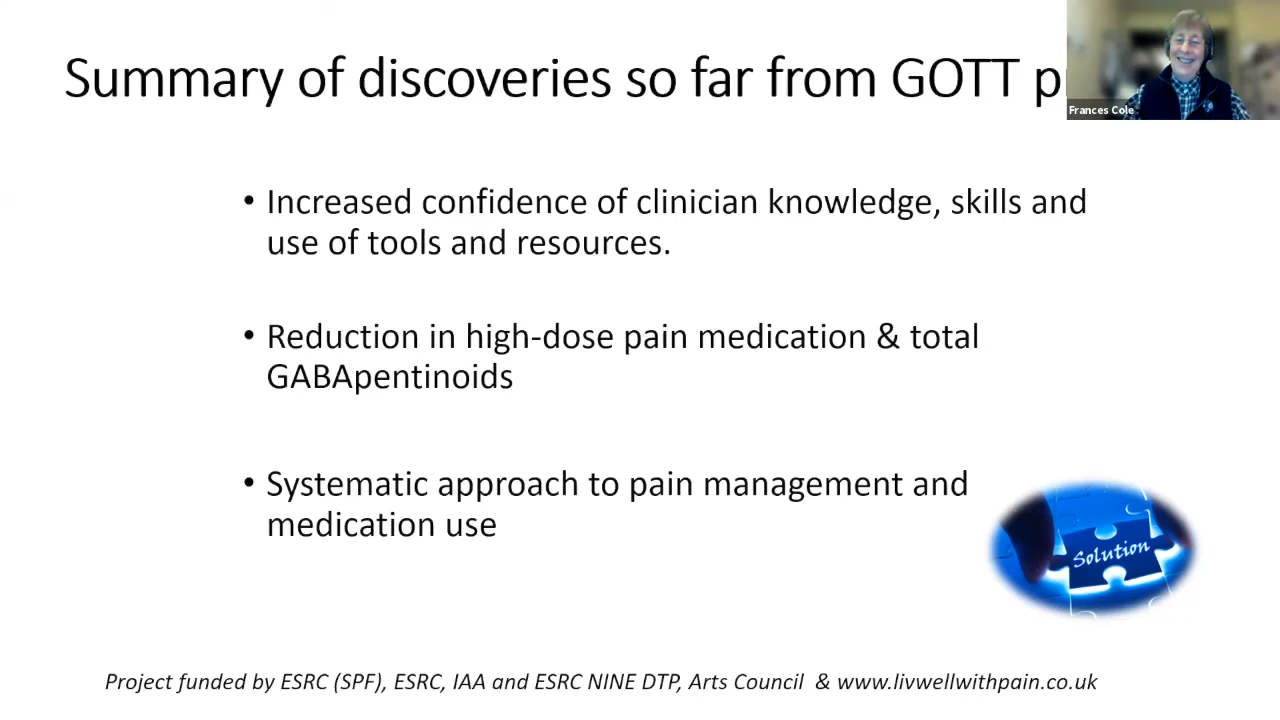 Summary of discoveries so far from GOTT
Frances Cole
• Increased confidence of clinician knowledge, skills and
use of tools and resources.
• Reduction in high-dose pain medication & total
GABApentinoids
• Systematic approach to pain management and
medication use
Solution
Project funded by ESRC (SPF), ESRC, IAA and ESRC NINE DTP, Arts Council & www.livwellwithpain.co.uk